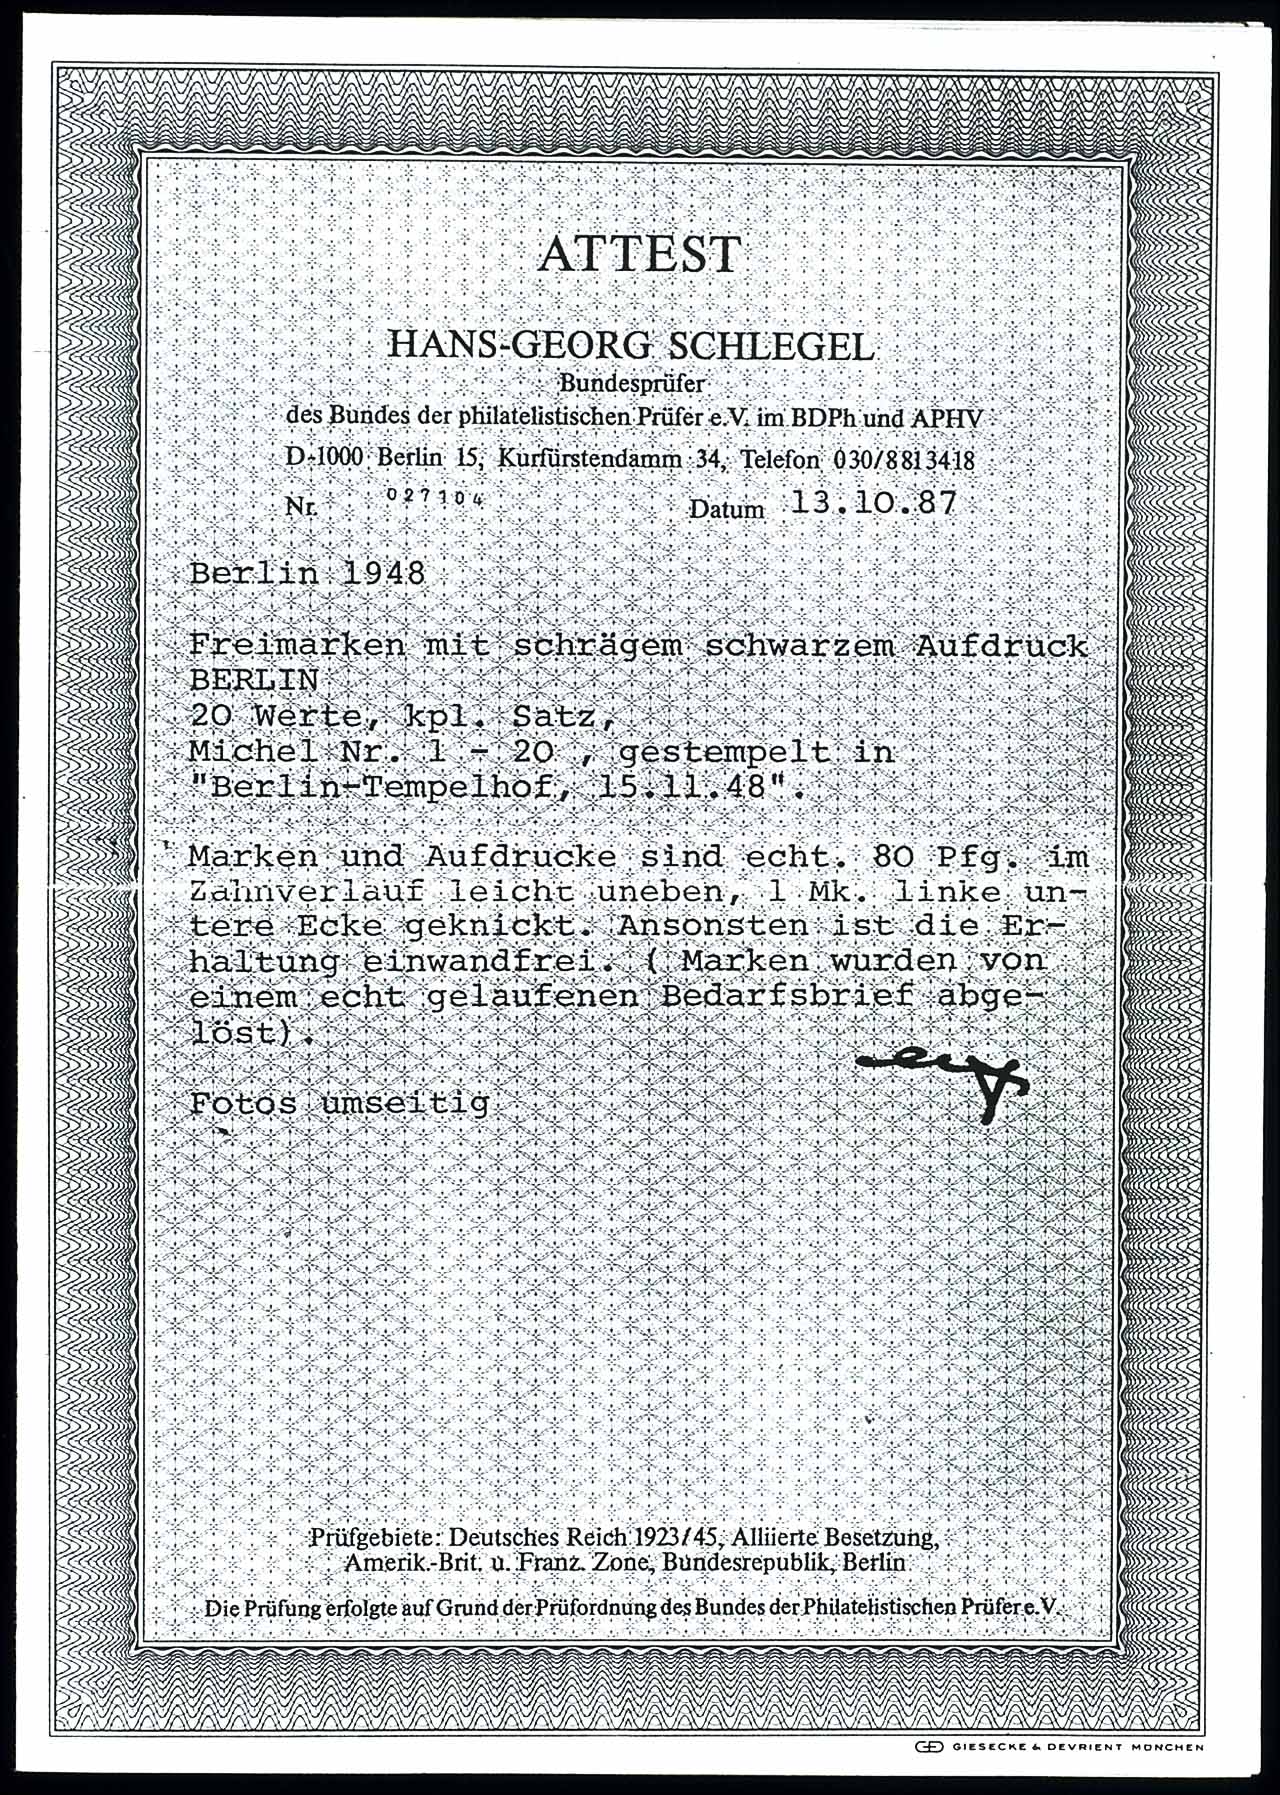 ATTEST
HANS-GEORG SCHLEGEL
Bundesprüfer
des Bundes der philatelistischen Prüfer e.V. im BDPh und APHV
D-1000 Berlin 15, Kurfürstendamm 34, Telefon 030/8813418
Nr. 027104 Datum 13.10.87
Berlin 1948
Freimarken mit schrägem schwarzem Aufdruck
BERLIN
20 Werte, kpl. Satz,
Michel Nr. 1 - 20 , gestempelt in
"Berlin-Tempelhof, 15.11.48".
Marken und Aufdrucke sind echt. 80 Pfg. im
Zahnverlauf leicht uneben, 1 Mk. linke un-
tere Ecke geknickt. Ansonsten ist die Er-
haltung einwandfrei. ( Marken wurden von
einem echt gelaufenen Bedarfsbrief abge-
löst).
Fotos umseitig
Prüfgebiete: Deutsches Reich 1923/45, Alliierte Besetzung,
Amerik.-Brit. u. Franz. Zone, Bundesrepublik, Berlin
Die Prüfung erfolgte auf Grund der Prüfordnung des Bundes der Philatelistischen Prüfer e.V.
GIESECKE & DEVRIENT MÜNCHEN